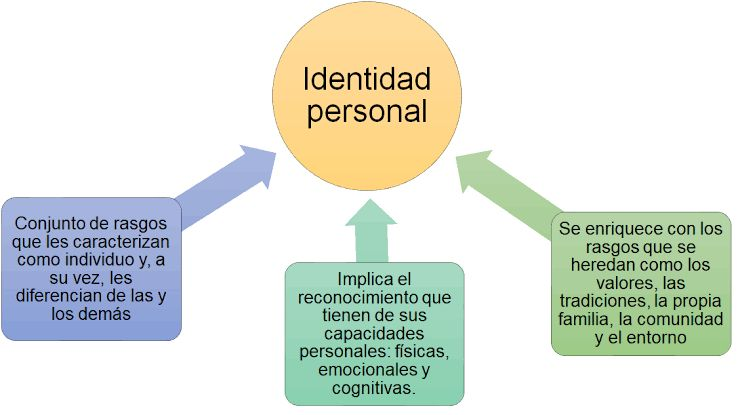 Identidad
personal
Conjunto de rasgos
que les caracterizan
como individuo y, a
su vez, les
diferencian de las y
los demás
Implica el
reconocimiento que
tienen de sus
capacidades
personales: físicas,
emocionales y
cognitivas.
Se enriquece con los
rasgos que se
heredan como los
valores, las
tradiciones, la propia
familia, la comunidad
y el entorno